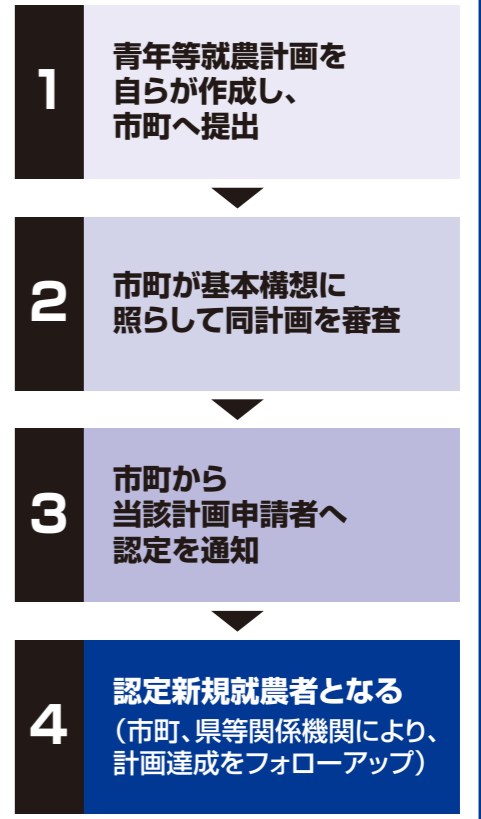 1
青年等就農計画を
自らが作成し、
市町へ提出
2
市町が基本構想に
照らして同計画を審査
3
市町から
当該計画申請者へ
認定を通知
4
認定新規就農者となる
（市町、県等関係機関により、
計画達成をフォローアップ）